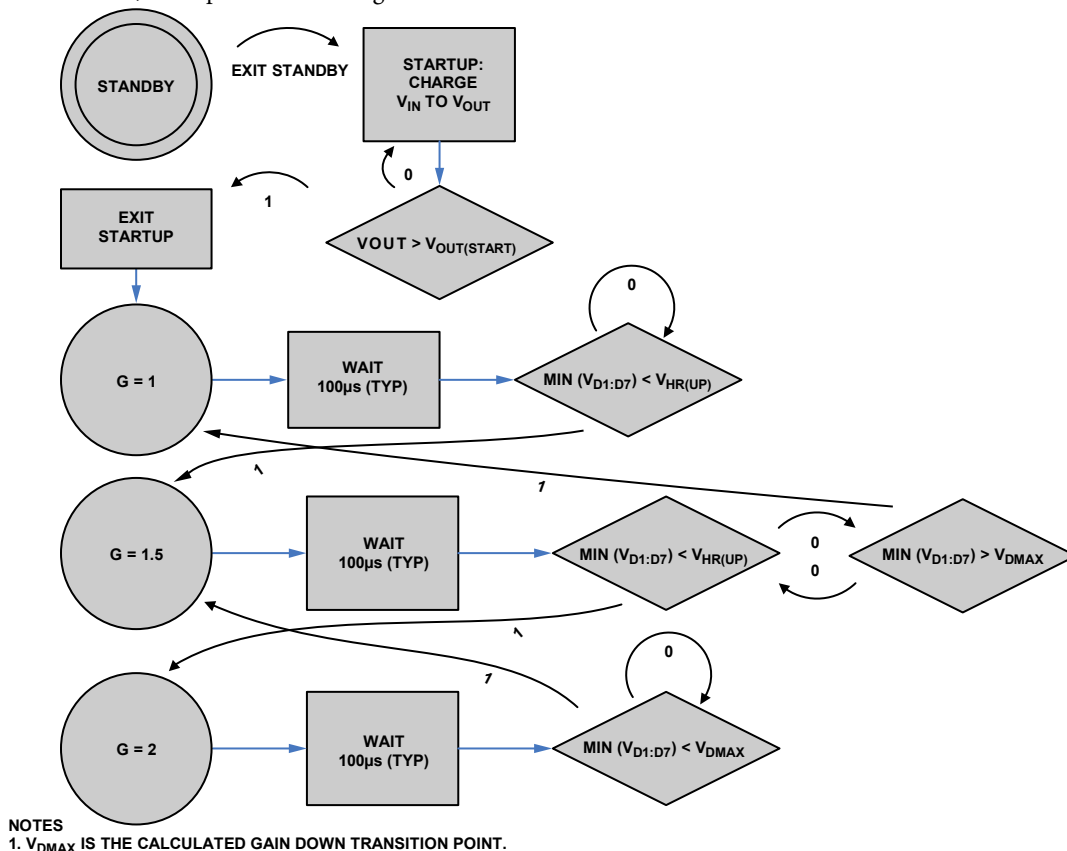 STANDBY
EXIT STANDBY
STARTUP:
CHARGE
VIN TO VOUT
0
1
EXIT
STARTUP
VOUT > VOUT(START)
0
G = 1
WAIT
100µs (TYP)
MIN (VD1:D7) < VHR(UP)
1
1
G = 1.5
WAIT
100µs (TYP)
MIN (VD1:D7) < VHR(UP)
0
0
MIN (VD1:D7) > VDMAX
1
1
0
G = 2
WAIT
100µs (TYP)
MIN (VD1:D7) < VDMAX
NOTES
1. VDMAX IS THE CALCULATED GAIN DOWN TRANSITION POINT.